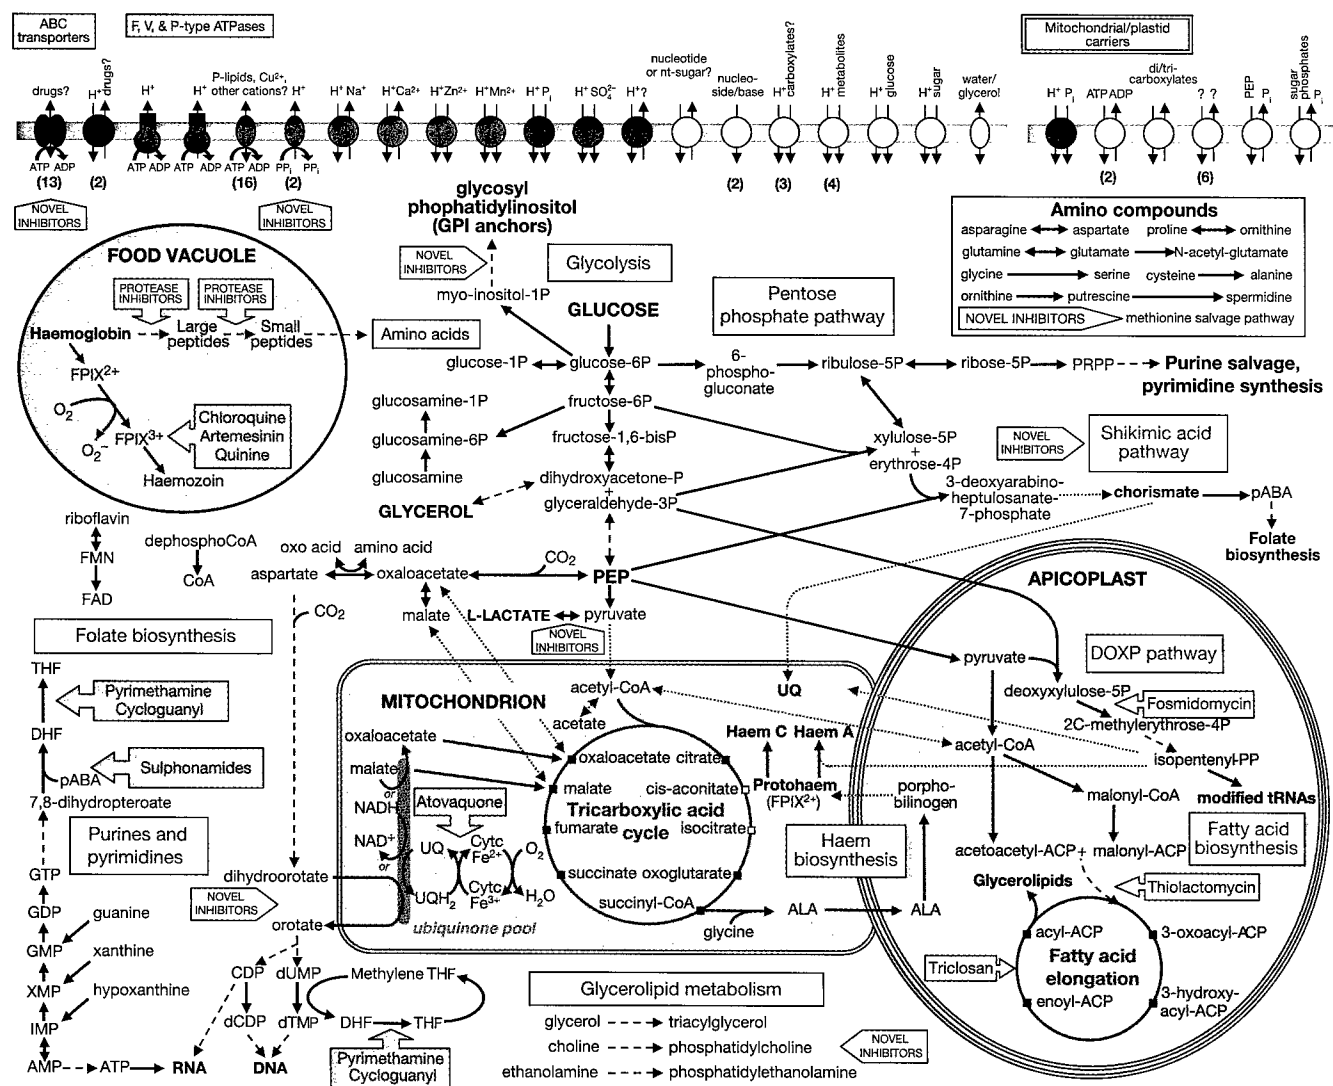 ABC
transporters
F, V, & P-type ATPases
Mitochondrial/plastid
carriers
drugs?
H⁺
drugs?
H⁺
H⁺
P-lipids, Cu²⁺,
other cations?
H⁺
H⁺ Na⁺
H⁺ Ca²⁺
H⁺ Zn²⁺
H⁺ Mn²⁺
H⁺ Pᵢ
H⁺ SO₄²⁻
H⁺ ?
nucleotide
or nt-sugar?
nucleo-
side/base
H⁺
carboxylates?
H⁺
metabolites
H⁺
glucose
H⁺
sugar
water/
glycerol
H⁺ Pᵢ
ATP ADP
di/tri-
carboxylates
? ?
PEP
Pᵢ
sugar
phosphates
Pᵢ
ATP ADP
ATP ADP
ATP ADP
ATP ADP
PPᵢ PPᵢ
(13)
(2)
(16)
(2)
(2)
(3)
(4)
(2)
(6)
NOVEL
INHIBITORS
NOVEL
INHIBITORS
glycosyl
phophatidylinositol
(GPI anchors)
NOVEL
INHIBITORS
Glycolysis
Amino compounds
asparagine aspartate proline ornithine
glutamine glutamate N-acetyl-glutamate
glycine serine cysteine alanine
ornithine putrescine spermidine
NOVEL INHIBITORS methionine salvage pathway
FOOD VACUOLE
PROTEASE
INHIBITORS
PROTEASE
INHIBITORS
Haemoglobin
Large
peptides
Small
peptides
Amino acids
FPIX²⁺
O₂
O₂⁻
FPIX³⁺
Chloroquine
Artemesinin
Quinine
Haemozoin
myo-inositol-1P
GLUCOSE
Pentose
phosphate pathway
glucose-1P
glucose-6P
6-
phospho-
gluconate
ribulose-5P
ribose-5P
PRPP
Purine salvage,
pyrimidine synthesis
glucosamine-1P
fructose-6P
glucosamine-6P
fructose-1,6-bisP
glucosamine
dihydroxyacetone-P
+
glyceraldehyde-3P
GLYCEROL
xylulose-5P
+
erythrose-4P
NOVEL
INHIBITORS
Shikimic acid
pathway
3-deoxyarabino-
heptulosanate-
7-phosphate
chorismate
pABA
Folate
biosynthesis
riboflavin
FMN
FAD
dephosphoCoA
CoA
oxo acid
amino acid
aspartate
oxaloacetate
CO₂
PEP
CO₂
malate
L-LACTATE
pyruvate
NOVEL
INHIBITORS
APICOPLAST
Folate biosynthesis
THF
Pyrimethamine
Cycloguanyl
DHF
pABA
Sulphonamides
7,8-dihydropteroate
Purines and
pyrimidines
GTP
GDP
guanine
GMP
xanthine
XMP
hypoxanthine
IMP
AMP
ATP
RNA
DNA
dihydroorotate
NOVEL
INHIBITORS
orotate
CDP
dUMP
dCDP
dTMP
Methylene THF
DHF
THF
Pyrimethamine
Cycloguanyl
MITOCHONDRION
acetyl-CoA
acetate
oxaloacetate
malate
or
NADH
NAD⁺
or
Atovaquone
UQ
Cytc
Fe²⁺
O₂
UQH₂
Cytc
Fe³⁺
H₂O
ubiquinone pool
oxaloacetate
citrate
malate
cis-aconitate
Tricarboxylic acid
cycle
fumarate
isocitrate
succinate
oxoglutarate
succinyl-CoA
glycine
ALA
ALA
UQ
Haem C
Haem A
Protohaem
(FPIX²⁺)
porpho-
bilinogen
Haem
biosynthesis
pyruvate
DOXP pathway
deoxyxylulose-5P
Fosmidomycin
2C-methylerythrose-4P
acetyl-CoA
isopentenyl-PP
modified tRNAs
malonyl-CoA
Fatty acid
biosynthesis
acetoacetyl-ACP
+
malonyl-ACP
Glycerolipids
Thiolactomycin
acyl-ACP
3-oxoacyl-ACP
Fatty acid
elongation
Triclosan
enoyl-ACP
3-hydroxy-
acyl-ACP
Glycerolipid metabolism
glycerol triacylglycerol
choline phosphatidylcholine
ethanolamine phosphatidylethanolamine
NOVEL
INHIBITORS